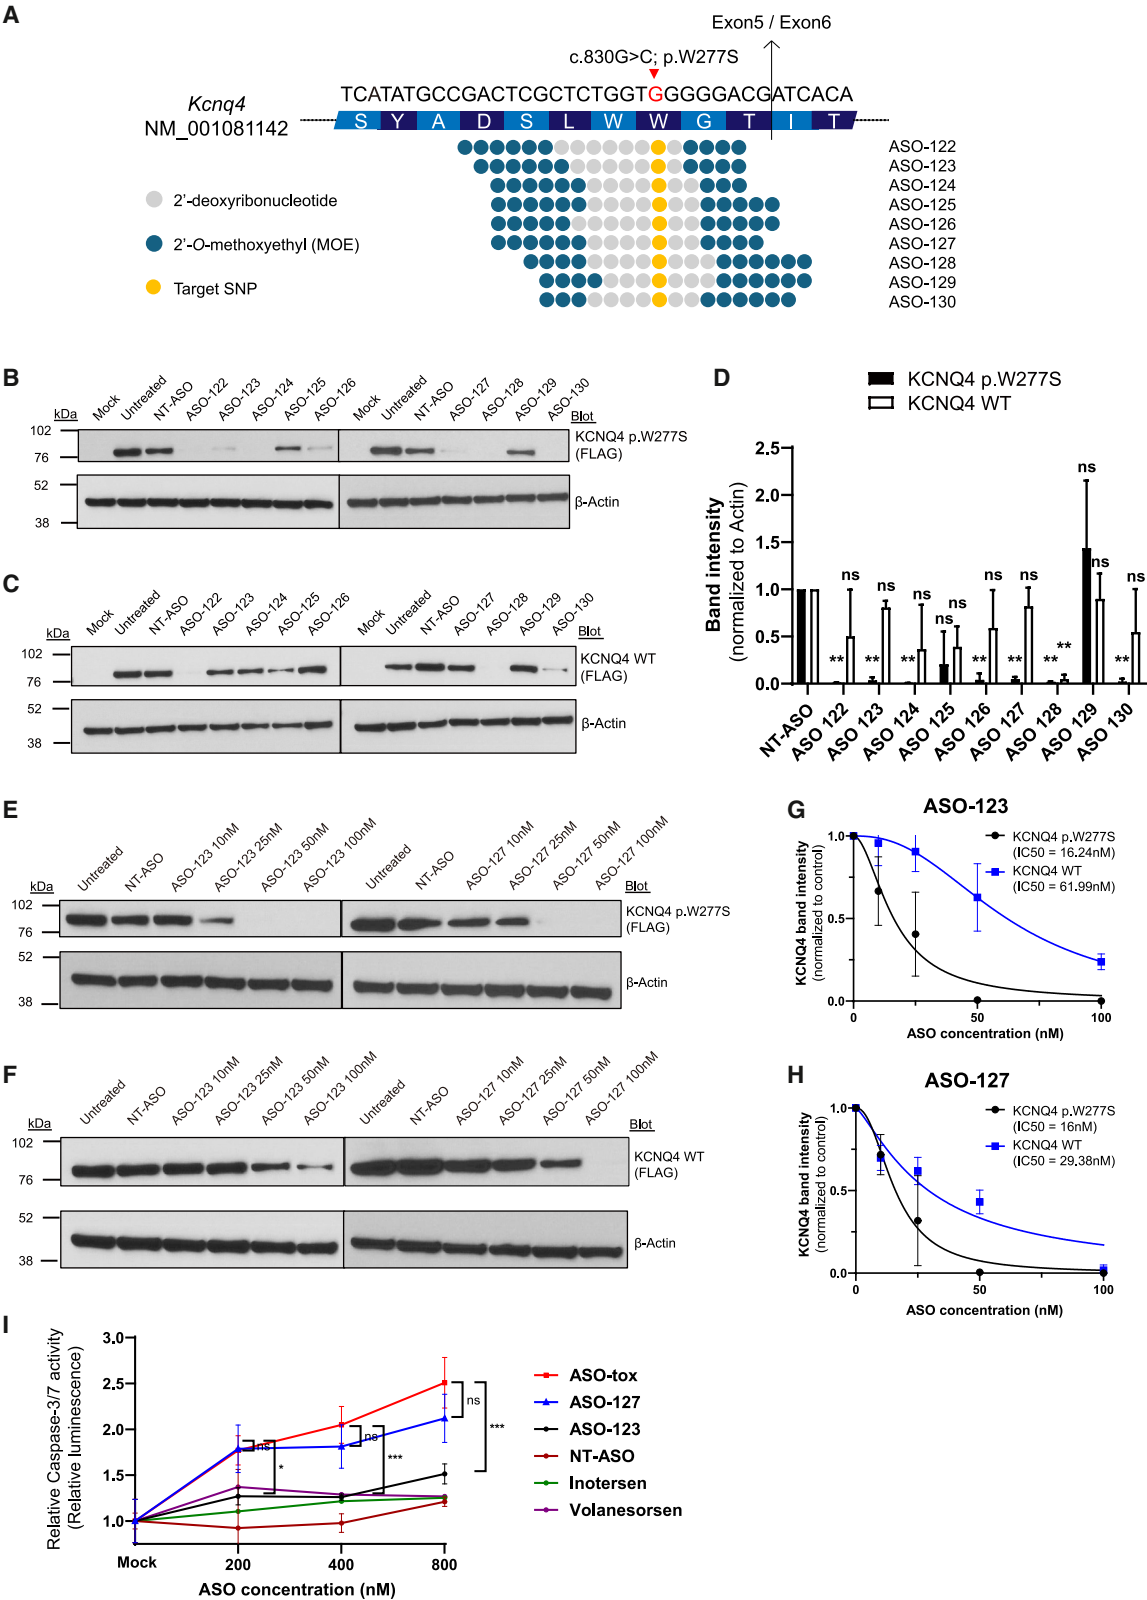 A
Exon5 / Exon6
c.830G>C; p.W277S
TCATATGCCGACTCGCTCTGGTGGGGGACGATCACA
Kcnq4
NM_001081142
S Y A D S L W W G T I T
2'-deoxyribonucleotide
2'-O-methoxyethyl (MOE)
Target SNP
ASO-122
ASO-123
ASO-124
ASO-125
ASO-126
ASO-127
ASO-128
ASO-129
ASO-130
B
kDa
Mock Untreated NT-ASO ASO-122 ASO-123 ASO-124 ASO-125 ASO-126 Mock Untreated NT-ASO ASO-127 ASO-128 ASO-129 ASO-130
Blot
102
76
KCNQ4 p.W277S
(FLAG)
52
38
β-Actin
C
kDa
Mock Untreated NT-ASO ASO-122 ASO-123 ASO-124 ASO-125 ASO-126 Mock Untreated NT-ASO ASO-127 ASO-128 ASO-129 ASO-130
Blot
102
76
KCNQ4 WT
(FLAG)
52
38
β-Actin
D
KCNQ4 p.W277S
KCNQ4 WT
Band intensity
(normalized to Actin)
2.5
2.0
1.5
1.0
0.5
0.0
** ns ** ns ** ns ns ns ** ns ** ns ** ** ns ns ** ns
NT-ASO ASO 122 ASO 123 ASO 124 ASO 125 ASO 126 ASO 127 ASO 128 ASO 129 ASO 130
E
kDa
Untreated NT-ASO ASO-123 10nM ASO-123 25nM ASO-123 50nM ASO-123 100nM Untreated NT-ASO ASO-127 10nM ASO-127 25nM ASO-127 50nM ASO-127 100nM
Blot
102
76
KCNQ4 p.W277S
(FLAG)
52
38
β-Actin
F
kDa
Untreated NT-ASO ASO-123 10nM ASO-123 25nM ASO-123 50nM ASO-123 100nM Untreated NT-ASO ASO-127 10nM ASO-127 25nM ASO-127 50nM ASO-127 100nM
Blot
102
76
KCNQ4 WT
(FLAG)
52
38
β-Actin
G
ASO-123
KCNQ4 band intensity
(normalized to control)
1.0
0.5
0.0
0 50 100
ASO concentration (nM)
KCNQ4 p.W277S
(IC50 = 16.24nM)
KCNQ4 WT
(IC50 = 61.99nM)
H
ASO-127
KCNQ4 band intensity
(normalized to control)
1.0
0.5
0.0
0 50 100
ASO concentration (nM)
KCNQ4 p.W277S
(IC50 = 16nM)
KCNQ4 WT
(IC50 = 29.38nM)
I
Relative Caspase-3/7 activity
(Relative luminescence)
3.0
2.5
2.0
1.5
1.0
ns * ns *** ns ***
Mock 200 400 800
ASO concentration (nM)
ASO-tox
ASO-127
ASO-123
NT-ASO
Inotersen
Volanesorsen